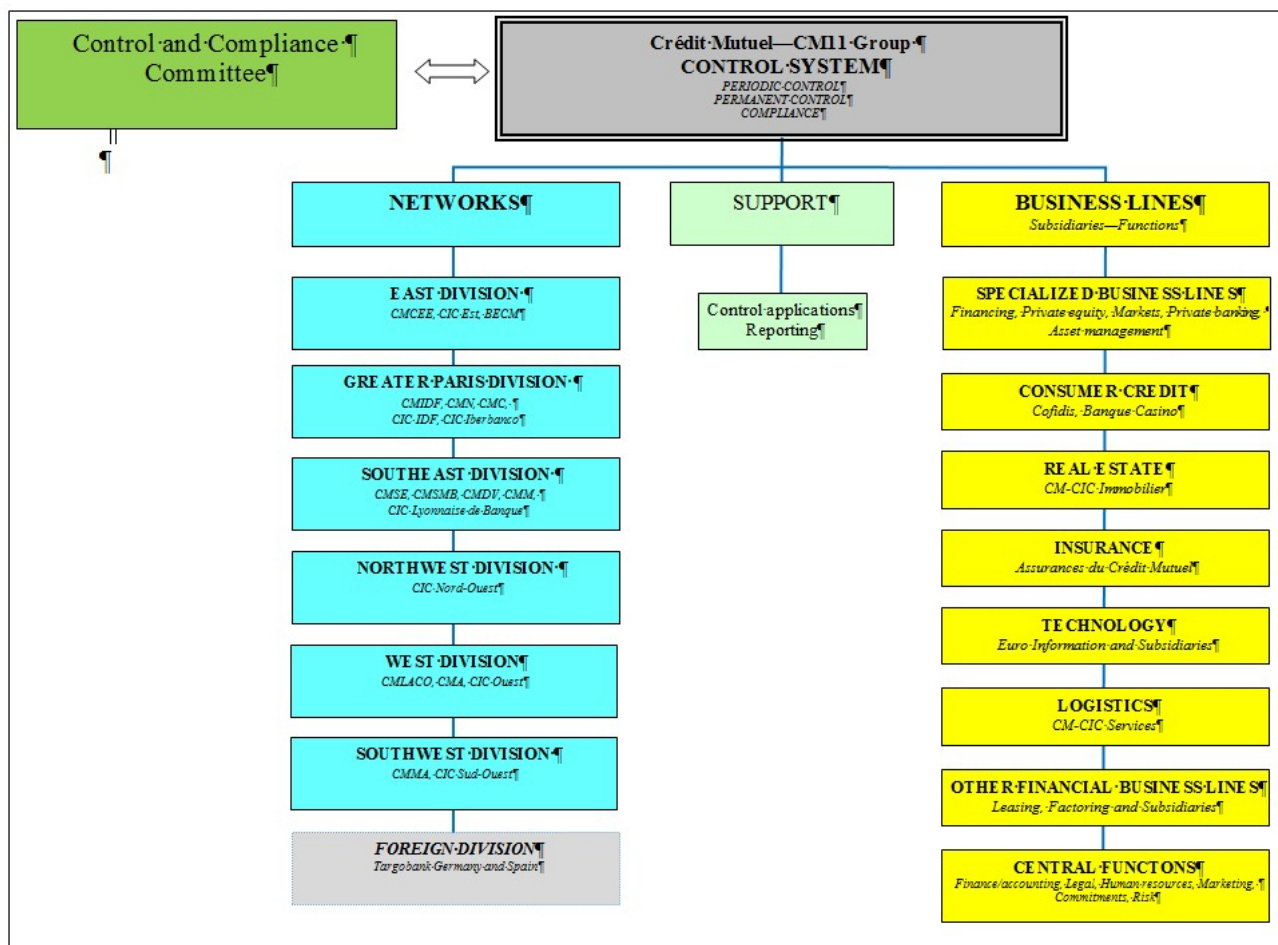 Control·and·Compliance·¶
Committee¶
¶
Crédit·Mutuel—CM11·Group·¶
CONTROL·SYSTEM¶
PERIODIC·CONTROL¶
PERMANENT·CONTROL¶
COMPLIANCE¶
NETWORKS¶
EAST·DIVISION·¶
CMCEE,·CIC·Est,·BECM¶
GREATER·PARIS·DIVISION·¶
CMIDF,·CMN,·CMC,·¶
CIC·IDF,·CIC·Iberbanco¶
SOUTHEAST·DIVISION·¶
CMSE,·CMSMB,·CMDV,·CMM,·¶
CIC·Lyonnaise·de·Banque¶
NORTHWEST·DIVISION·¶
CIC·Nord-Ouest¶
WEST·DIVISION¶
CMLACO,·CMA,·CIC·Ouest¶
SOUTHWEST·DIVISION·¶
CMMA,·CIC·Sud-Ouest¶
FOREIGN·DIVISION¶
Targobank·Germany·and·Spain¶
SUPPORT¶
Control·applications¶
Reporting¶
BUSINESS·LINES¶
Subsidiaries—Functions¶
SPECIALIZED·BUSINESS·LINES¶
Financing,·Private·equity,·Markets,·Private·banking,·¶
Asset·management¶
CONSUMER·CREDIT¶
Cofidis,·Banque·Casino¶
REAL·ESTATE¶
CM-CIC·Immobilier¶
INSURANCE¶
Assurances·du·Crédit·Mutuel¶
TECHNOLOGY¶
Euro·Information·and·Subsidiaries¶
LOGISTICS¶
CM-CIC·Services¶
OTHER·FINANCIAL·BUSINESS·LINES¶
Leasing,·Factoring·and·Subsidiaries¶
CENTRAL·FUNCTONS¶
Finance/accounting,·Legal,·Human·resources,·Marketing,·¶
Commitments,·Risk¶